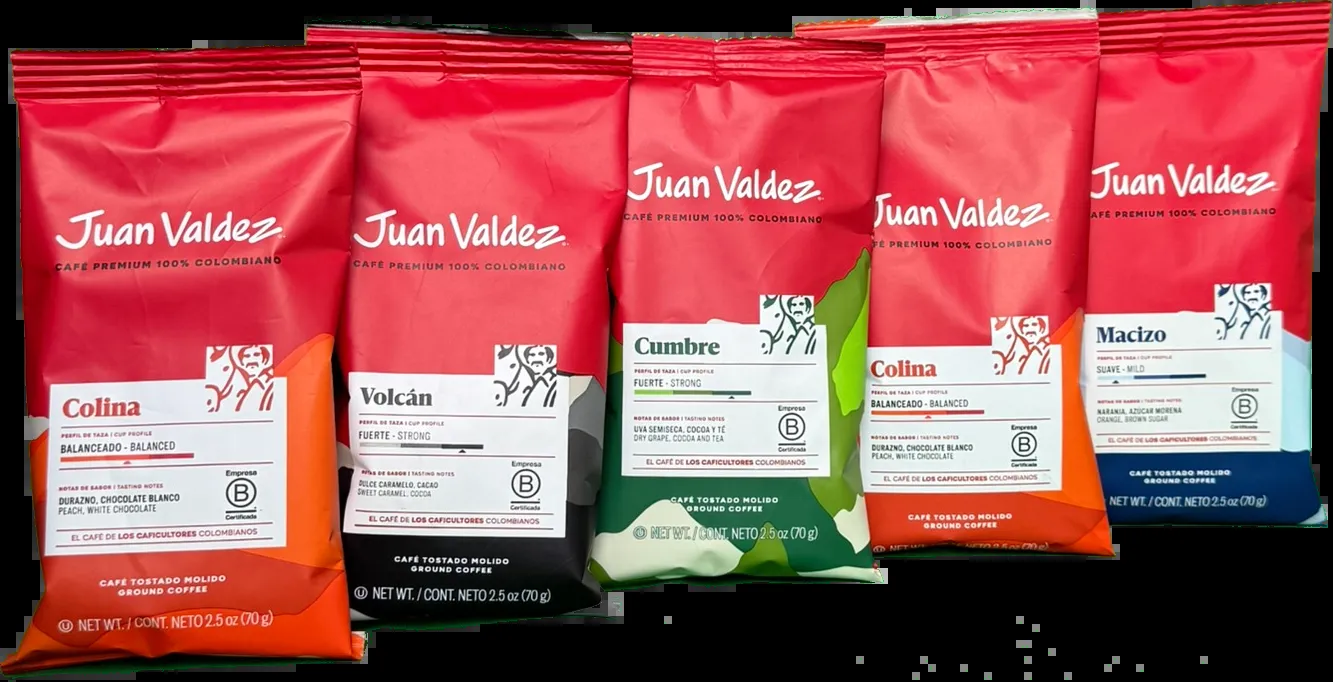 Juan Valdez
CAFÉ PREMIUM 100% COLOMBIANO
Colina
PERFIL DE TAZA | CUP PROFILE
BALANCEADO - BALANCED
NOTAS DE SABOR | TASTING NOTES
DURAZNO, CHOCOLATE BLANCO
PEACH, WHITE CHOCOLATE
Empresa
B
Certificada
EL CAFÉ DE LOS CAFICULTORES COLOMBIANOS
CAFÉ TOSTADO MOLIDO
GROUND COFFEE
U NET WT. / CONT. NETO 2.5 oz (70 g)
Juan Valdez
CAFÉ PREMIUM 100% COLOMBIANO
Volcán
PERFIL DE TAZA | CUP PROFILE
FUERTE - STRONG
NOTAS DE SABOR | TASTING NOTES
DULCE CARAMELO, CACAO
SWEET CARAMEL, COCOA
Empresa
B
Certificada
EL CAFÉ DE LOS CAFICULTORES COLOMBIANOS
CAFÉ TOSTADO MOLIDO
GROUND COFFEE
U NET WT. / CONT. NETO 2.5 oz (70 g)
Juan Valdez
CAFÉ PREMIUM 100% COLOMBIANO
Cumbre
PERFIL DE TAZA | CUP PROFILE
FUERTE - STRONG
NOTAS DE SABOR | TASTING NOTES
UVA SEMISECA, COCOA Y TÉ
DRY GRAPE, COCOA AND TEA
Empresa
B
Certificada
EL CAFÉ DE LOS CAFICULTORES COLOMBIANOS
CAFÉ TOSTADO MOLIDO
GROUND COFFEE
U NET WT. / CONT. NETO 2.5 oz (70 g)
Juan Valdez
CAFÉ PREMIUM 100% COLOMBIANO
Colina
PERFIL DE TAZA | CUP PROFILE
BALANCEADO - BALANCED
NOTAS DE SABOR | TASTING NOTES
DURAZNO, CHOCOLATE BLANCO
PEACH, WHITE CHOCOLATE
Empresa
B
Certificada
EL CAFÉ DE LOS CAFICULTORES COLOMBIANOS
CAFÉ TOSTADO MOLIDO
GROUND COFFEE
U NET WT. / CONT. NETO 2.5 oz (70 g)
Juan Valdez
CAFÉ PREMIUM 100% COLOMBIANO
Macizo
PERFIL DE TAZA | CUP PROFILE
SUAVE - MILD
NOTAS DE SABOR | TASTING NOTES
NARANJA, AZÚCAR MORENA
ORANGE, BROWN SUGAR
Empresa
B
Certificada
EL CAFÉ DE LOS CAFICULTORES COLOMBIANOS
CAFÉ TOSTADO MOLIDO
GROUND COFFEE
NET WT. / CONT. NETO 2.5 oz (70 g)